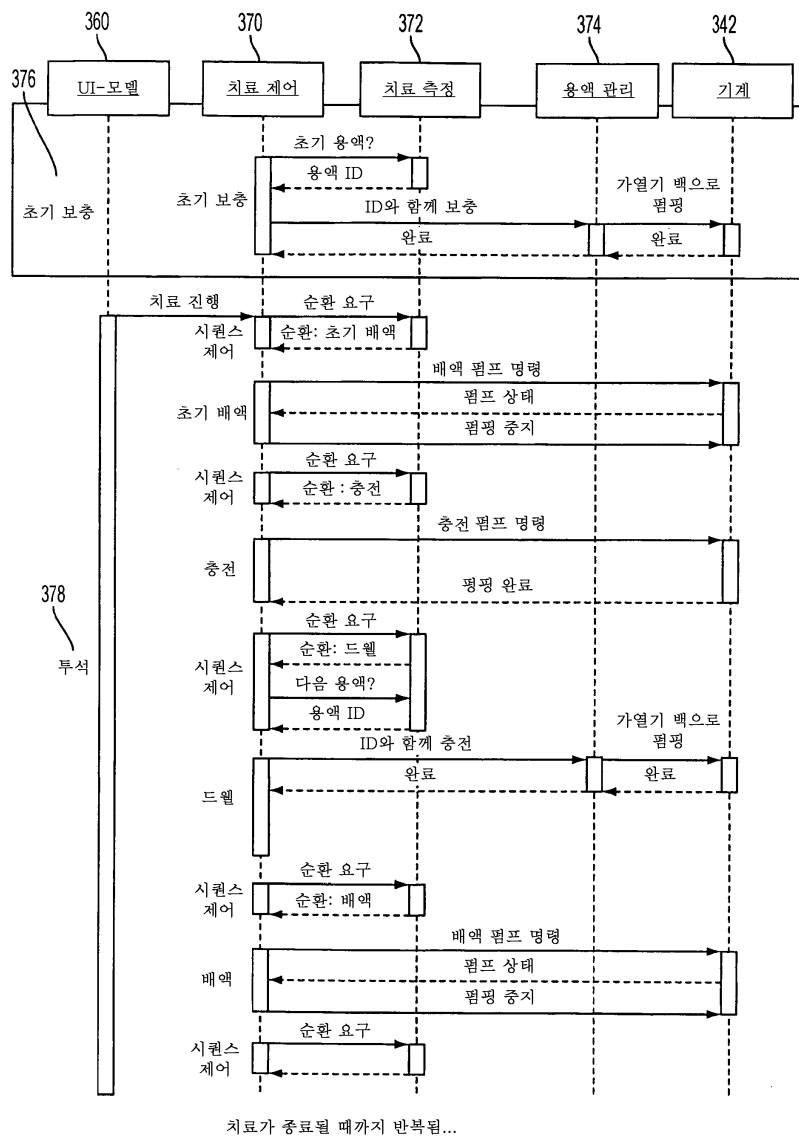 360
370
372
374
342
376
UI-모델
치료 제어
치료 측정
용액 관리
기계
초기 용액?
용액 ID
가열기 백으로
펌핑
초기 보충
초기 보충
ID와 함께 보충
완료
완료
치료 진행
순환 요구
시퀀스
제어
순환: 초기 배액
배액 펌프 명령
펌프 상태
초기 배액
펌핑 중지
순환 요구
시퀀스
제어
순환 : 충전
충전 펌프 명령
충전
펑핑 완료
378
투석
순환 요구
순환: 드웰
시퀀스
제어
다음 용액?
용액 ID
가열기 백으로
펌핑
ID와 함께 충전
완료
완료
드웰
순환 요구
시퀀스
제어
순환: 배액
배액 펌프 명령
펌프 상태
배액
펌핑 중지
순환 요구
시퀀스
제어
치료가 종료될 때까지 반복됨...